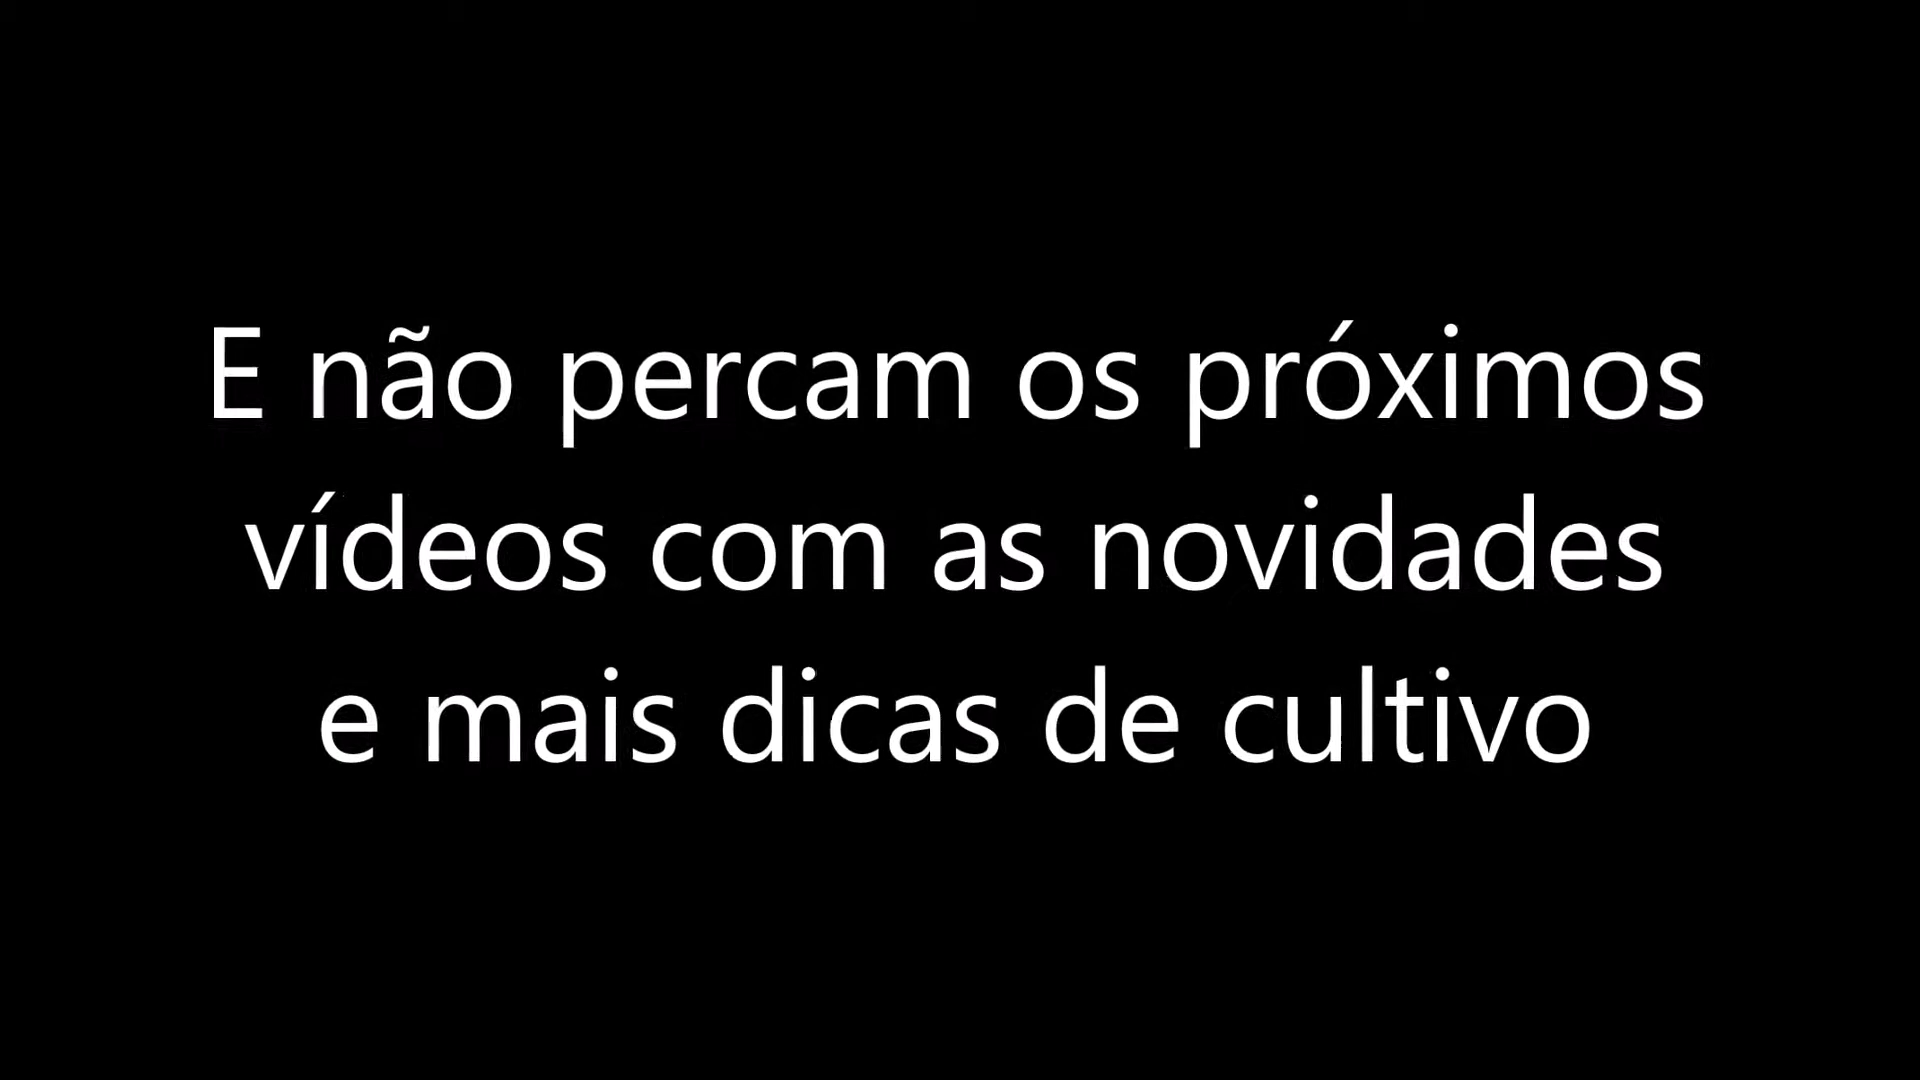 E não percam os próximos
vídeos com as novidades
e mais dicas de cultivo